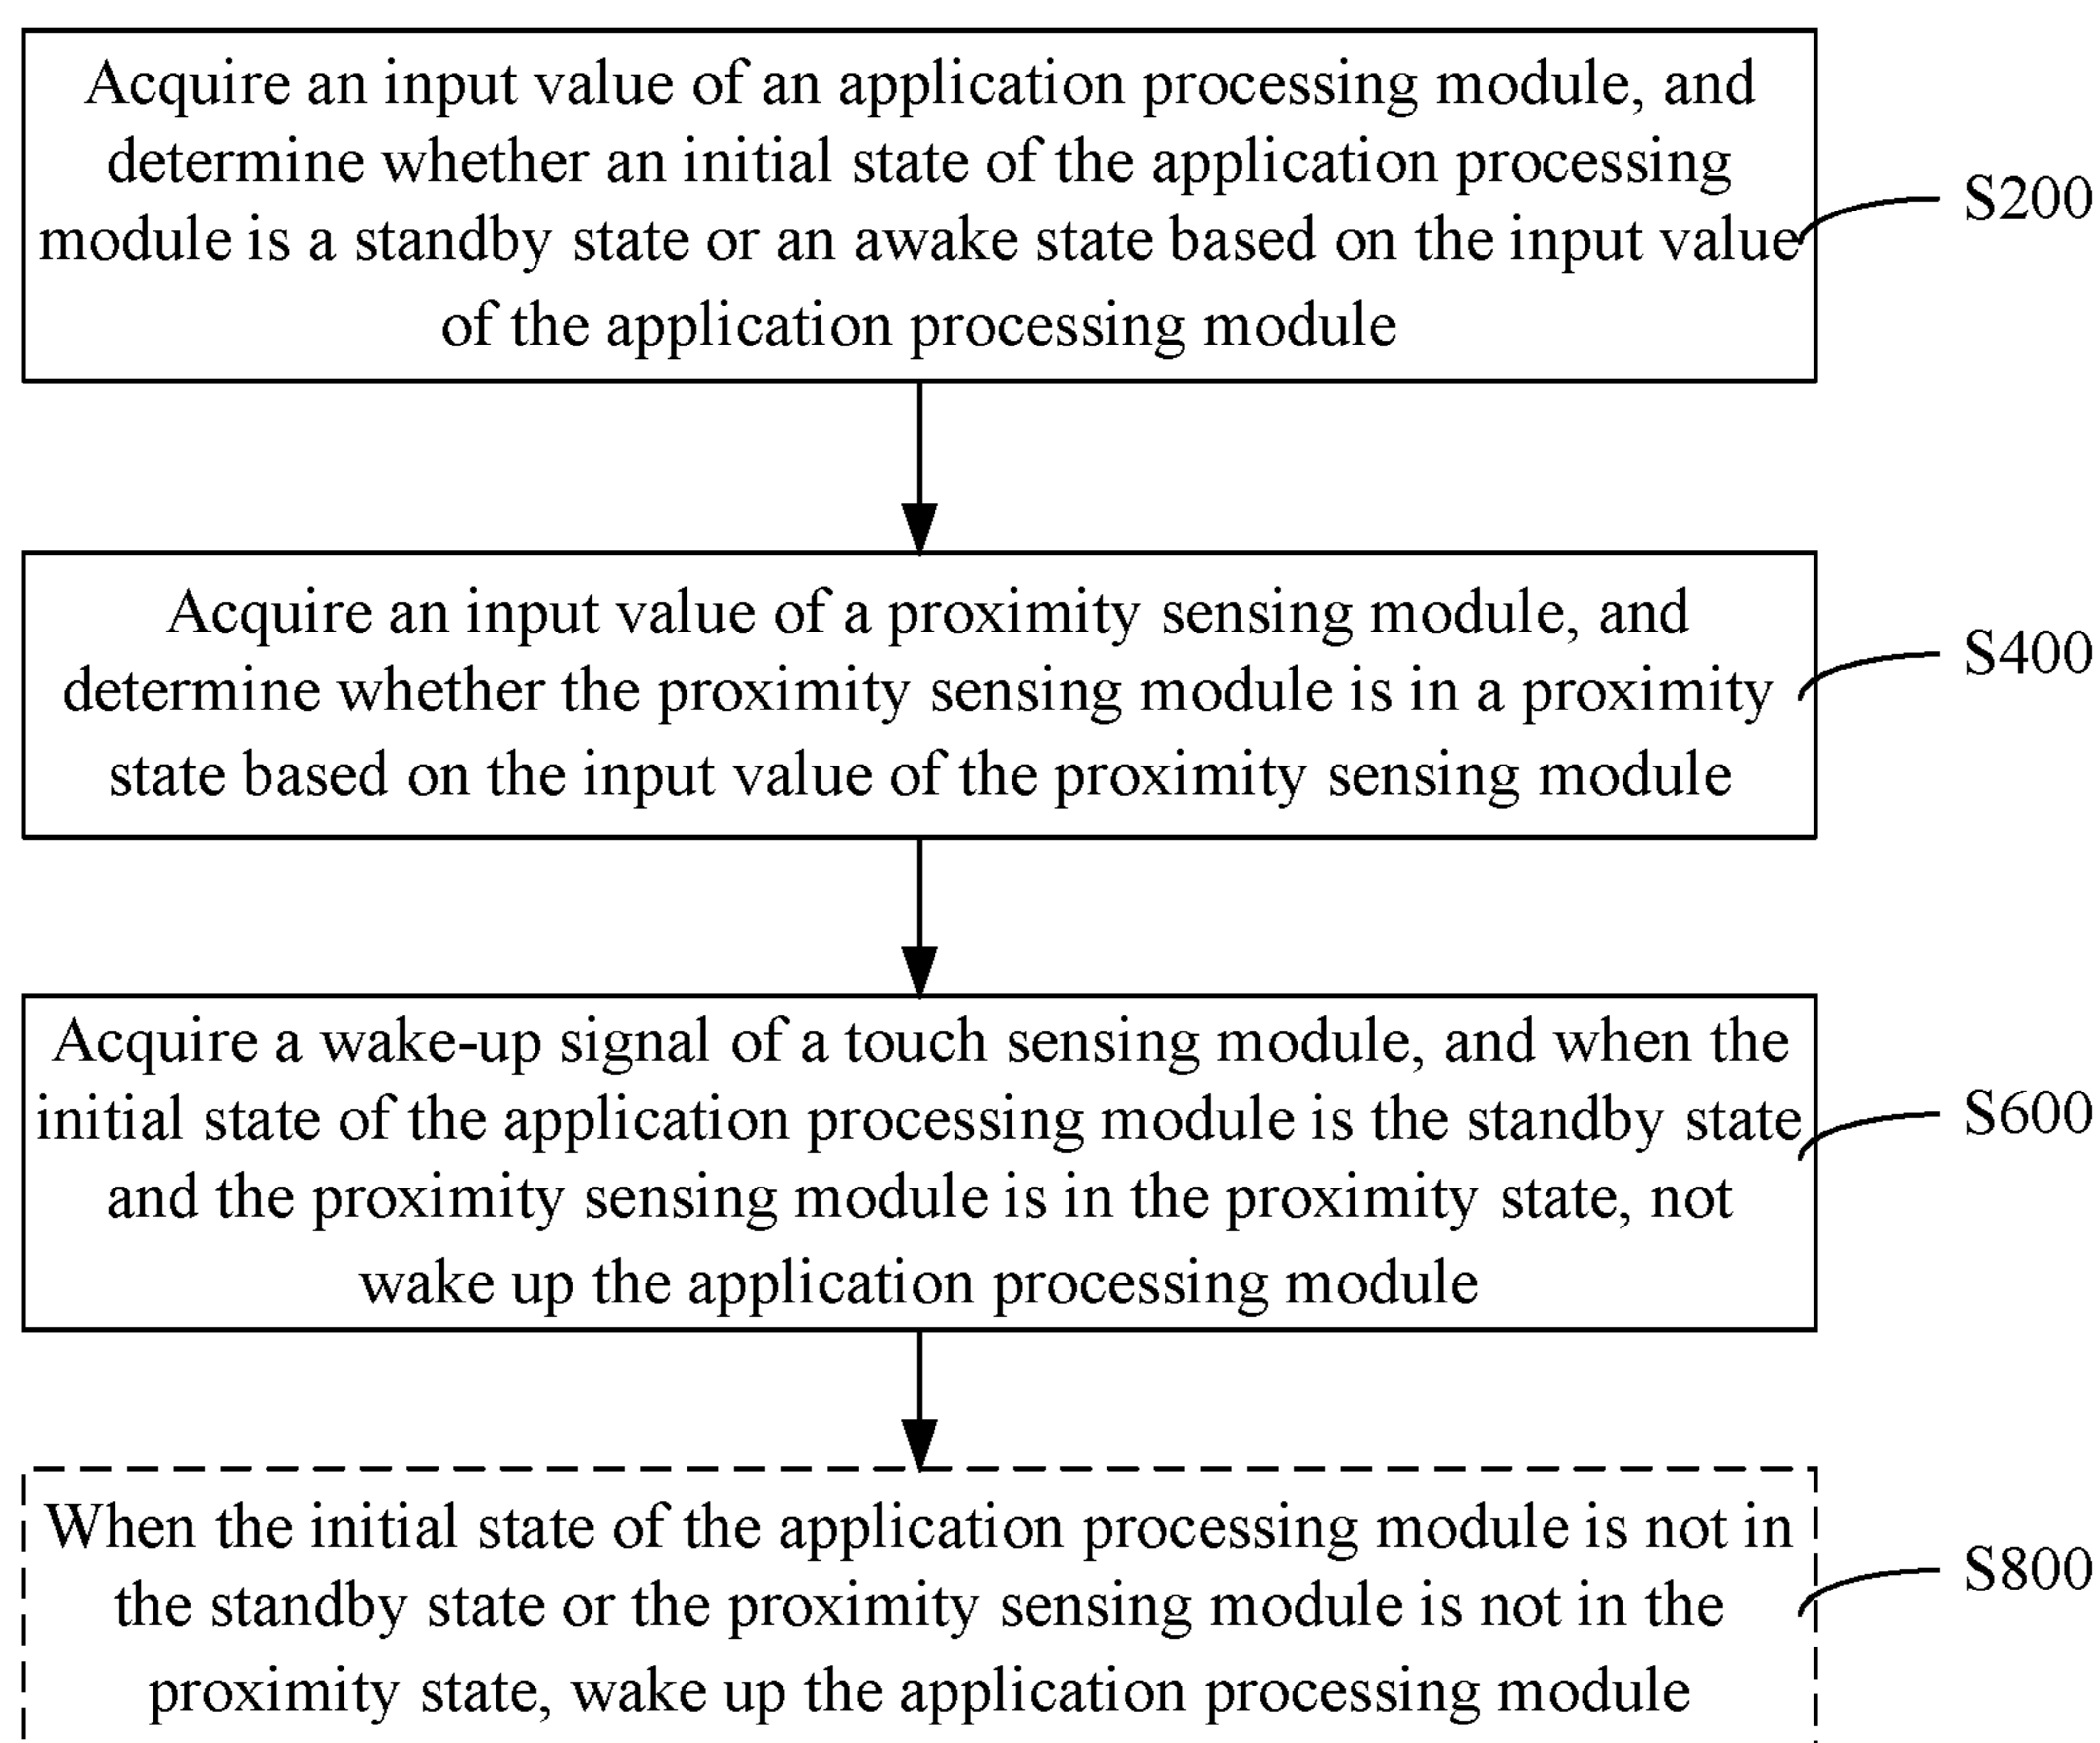 Acquire an input value of an application processing module, and
determine whether an initial state of the application processing
module is a standby state or an awake state based on the input value
of the application processing module
S200
Acquire an input value of a proximity sensing module, and
determine whether the proximity sensing module is in a proximity
state based on the input value of the proximity sensing module
S400
Acquire a wake-up signal of a touch sensing module, and when the
initial state of the application processing module is the standby state
and the proximity sensing module is in the proximity state, not
wake up the application processing module
S600
When the initial state of the application processing module is not in
the standby state or the proximity sensing module is not in the
proximity state, wake up the application processing module
S800